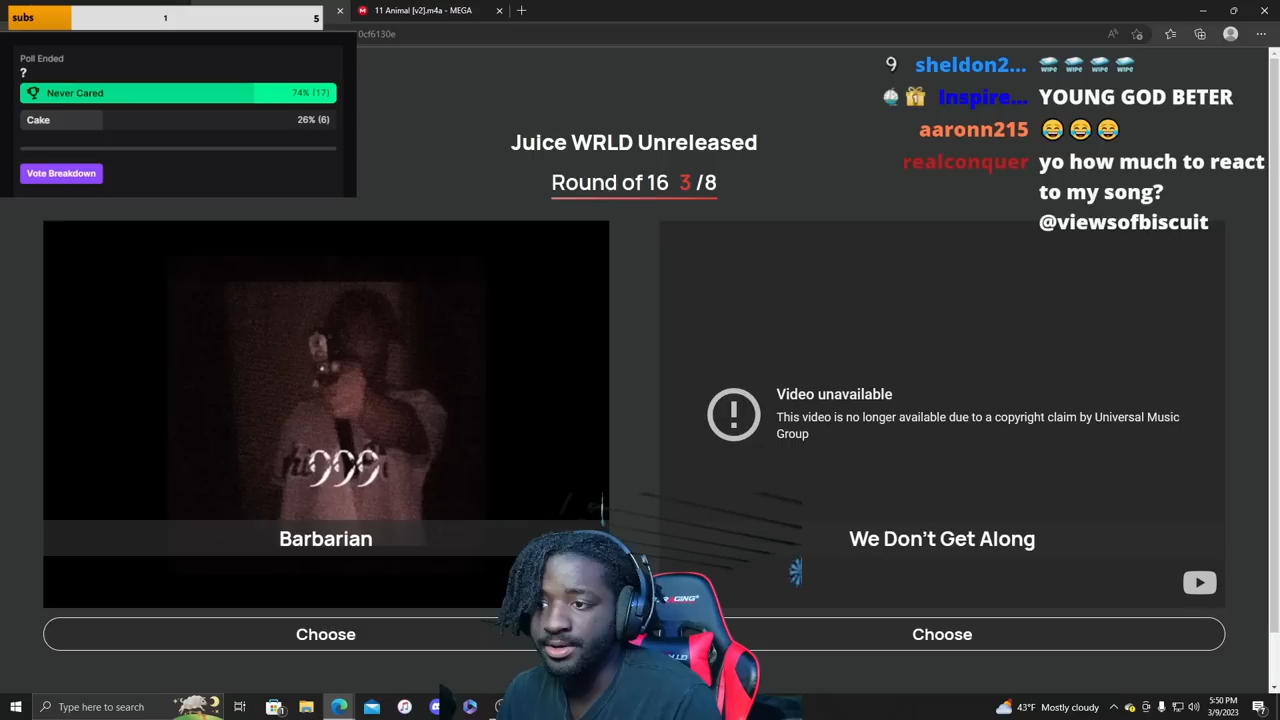 subs 1 5
11 Animal [v2].m4a - MEGA
0cf6130e
Poll Ended
?
Never Cared 74% (17)
Cake 26% (6)
Vote Breakdown
Juice WRLD Unreleased
Round of 16 3 /8
sheldon2...
Inspire... YOUNG GOD BETER
aaronn215
realconquer yo how much to react
to my song?
@viewsofbiscuit
999
Barbarian
Choose
Video unavailable
This video is no longer available due to a copyright claim by Universal Music
Group
We Don't Get Along
Choose
Type here to search
43°F Mostly cloudy
5:50 PM
3/9/2023